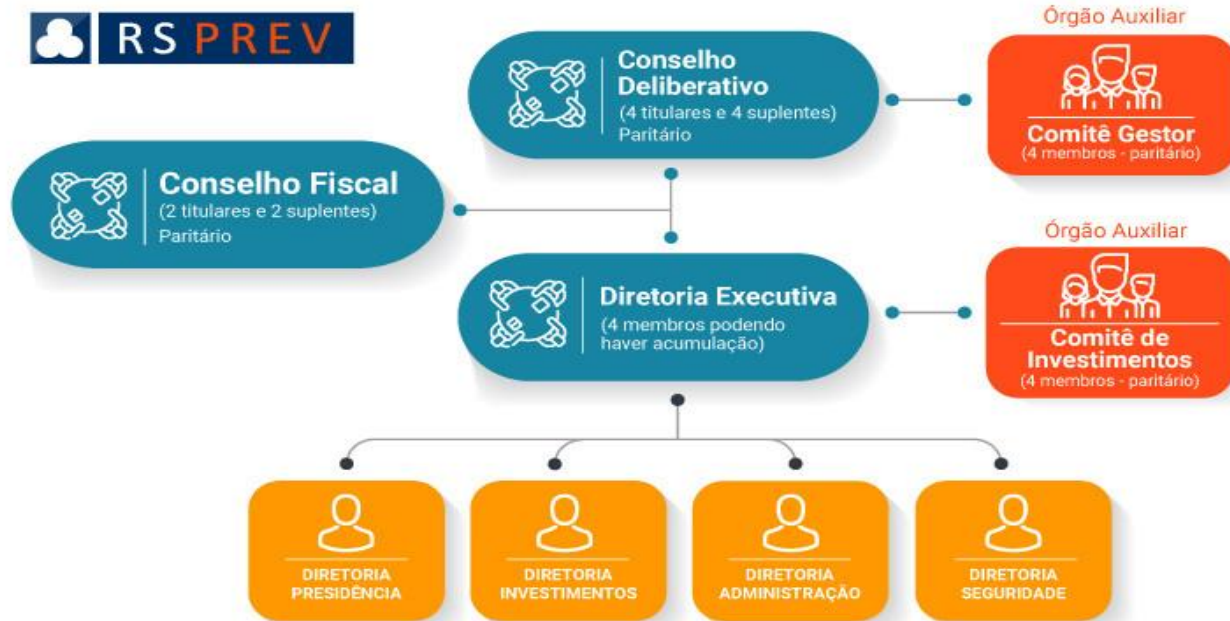 RS PREV
Órgão Auxiliar
Conselho
Deliberativo
(4 titulares e 4 suplentes)
Paritário
Comitê Gestor
(4 membros - paritário)
Conselho Fiscal
(2 titulares e 2 suplentes)
Paritário
Órgão Auxiliar
Diretoria Executiva
(4 membros podendo
haver acumulação)
Comitê de
Investimentos
(4 membros - paritário)
DIRETORIA
PRESIDÊNCIA
DIRETORIA
INVESTIMENTOS
DIRETORIA
ADMINISTRAÇÃO
DIRETORIA
SEGURIDADE